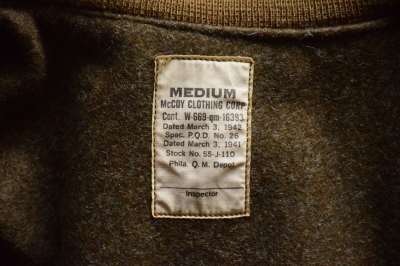 MEDIUM
McCOY CLOTHING CORP
Cont. W-669-qm-16393
Dated March 3, 1942
Spec. P.Q.D. No. 26
Dated March 3, 1941
Stock No. 55-J-110
Phila. Q. M. Depot
Inspector